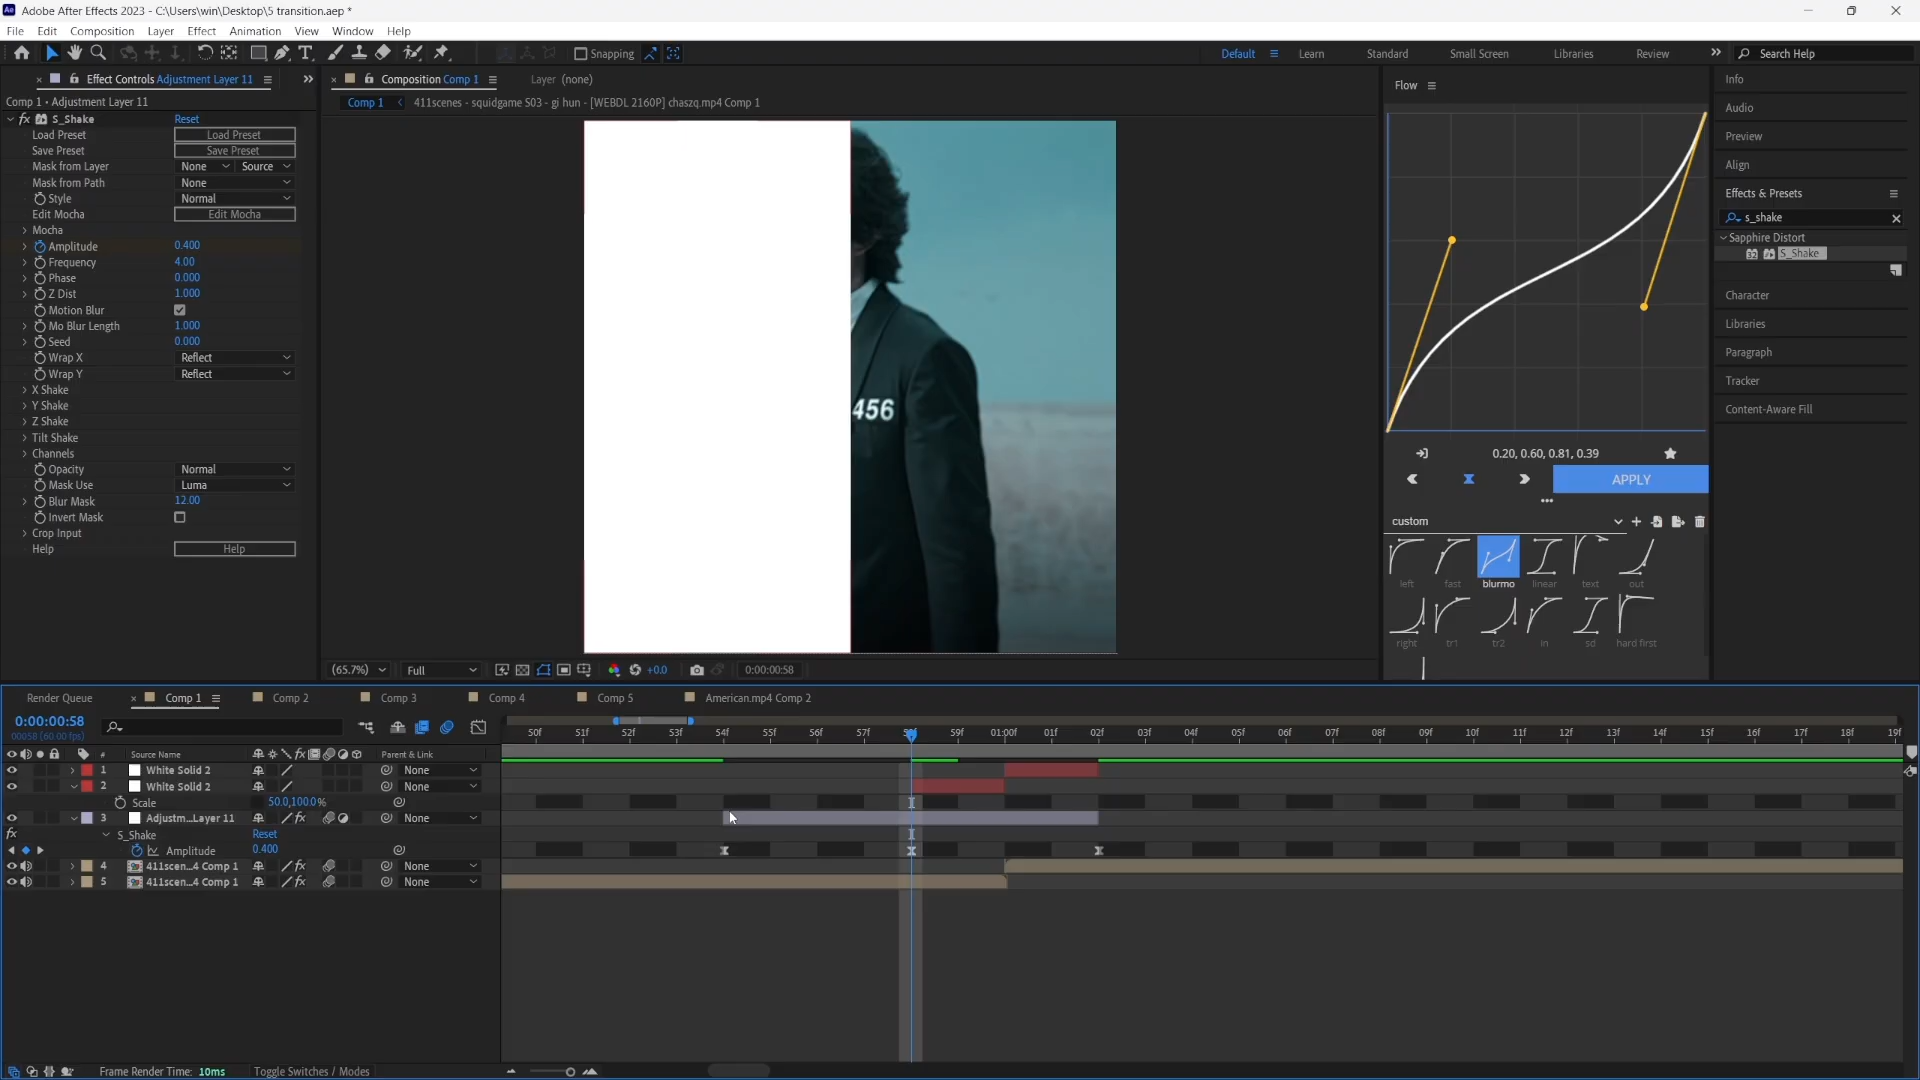 Adobe After Effects 2023 - C:\Users\win\Desktop\5 transition.aep *
File Edit Composition Layer Effect Animation View Window Help
Snapping Default Learn Standard Small Screen Libraries Review Search Help
Effect Controls Adjustment Layer 11
Comp 1 • Adjustment Layer 11
fx S_Shake Reset
Load Preset Load Preset
Save Preset Save Preset
Mask from Layer None Source
Mask from Path None
Style Normal
Edit Mocha Edit Mocha
Mocha
Amplitude 0.400
Frequency 4.00
Phase 0.000
Z Dist 1.000
Motion Blur
Mo Blur Length 1.000
Seed 0.000
Wrap X Reflect
Wrap Y Reflect
X Shake
Y Shake
Z Shake
Tilt Shake
Channels
Opacity Normal
Mask Use Luma
Blur Mask 12.00
Invert Mask
Crop Input
Help Help
Composition Comp 1 Layer (none)
Comp 1 411scenes - squidgame S03 - gi hun - [WEBDL 2160P] chaszq.mp4 Comp 1
456
(65.7%) Full +0.0 0:00:00:58
Flow
0.20, 0.60, 0.81, 0.39
APPLY
custom
left fast blurmo linear text out
right tr1 tr2 in sd hard first
Info
Audio
Preview
Align
Effects & Presets
s_shake
Sapphire Distort
32 S_Shake
Character
Libraries
Paragraph
Tracker
Content-Aware Fill
Render Queue Comp 1 Comp 2 Comp 3 Comp 4 Comp 5 American.mp4 Comp 2
0:00:00:58
00058 (60.00 fps)
50f 51f 52f 53f 54f 55f 56f 57f 59f 01:00f 01f 02f 03f 04f 05f 06f 07f 08f 09f 10f 11f 12f 13f 14f 15f 16f 17f 18f 19f
# Source Name fx Parent & Link
1 White Solid 2 None
2 White Solid 2 None
Scale 50.0,100.0%
3 Adjustm...Layer 11 fx None
fx S_Shake Reset
Amplitude 0.400
4 411scen...4 Comp 1 fx None
5 411scen...4 Comp 1 fx None
Frame Render Time: 10ms Toggle Switches / Modes